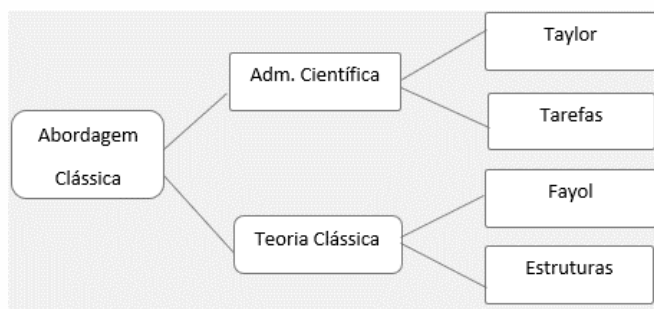 Abordagem
Clássica
Adm. Científica
Taylor
Tarefas
Teoria Clássica
Fayol
Estruturas